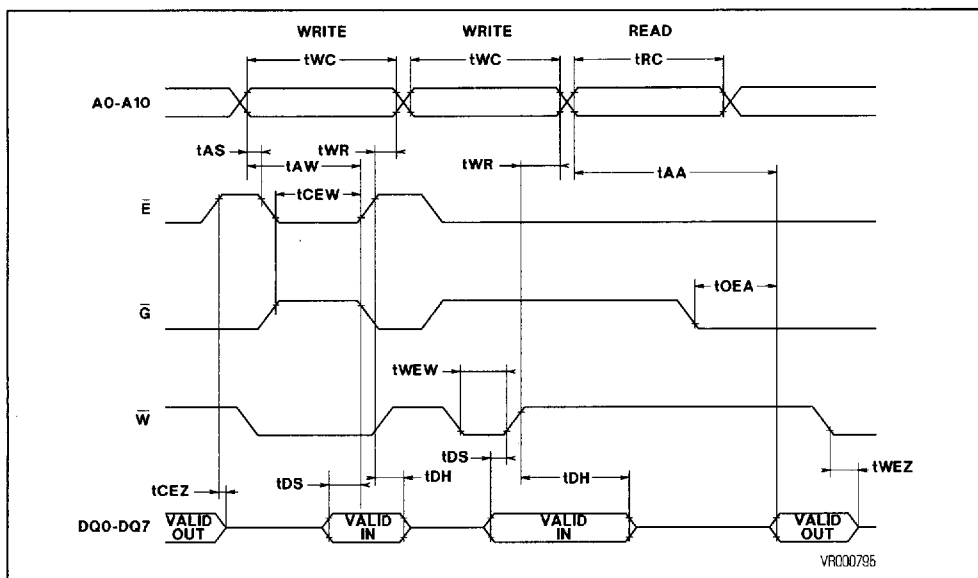 WRITE WRITE READ
tWC tWC tRC
A0-A10
tAS tWR
tAW tWR tAA
tCEW
E̅
tOEA
G̅
tWEW
W̅
tDS
tDS tDH tDH tWEZ
tCEZ
DQ0-DQ7 VALID OUT VALID IN VALID IN VALID OUT
VR000795